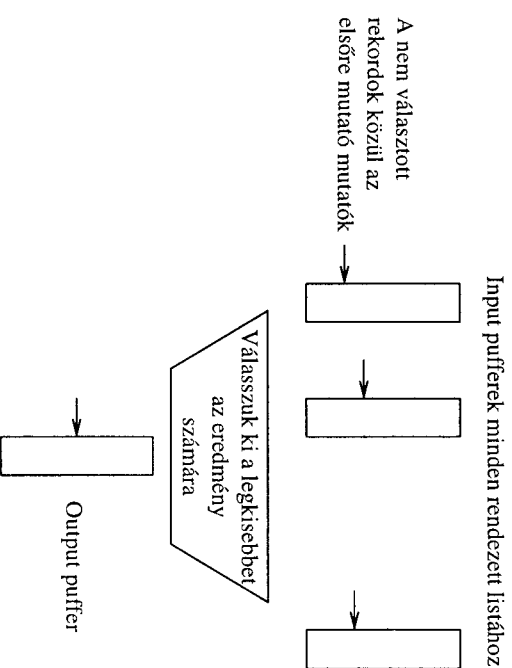 Input pufferek minden rendezett listához
A nem választott
rekordok közül az
elsőre mutató mutatók
Válasszuk ki a legkisebbet
az eredmény
számára
Output puffer